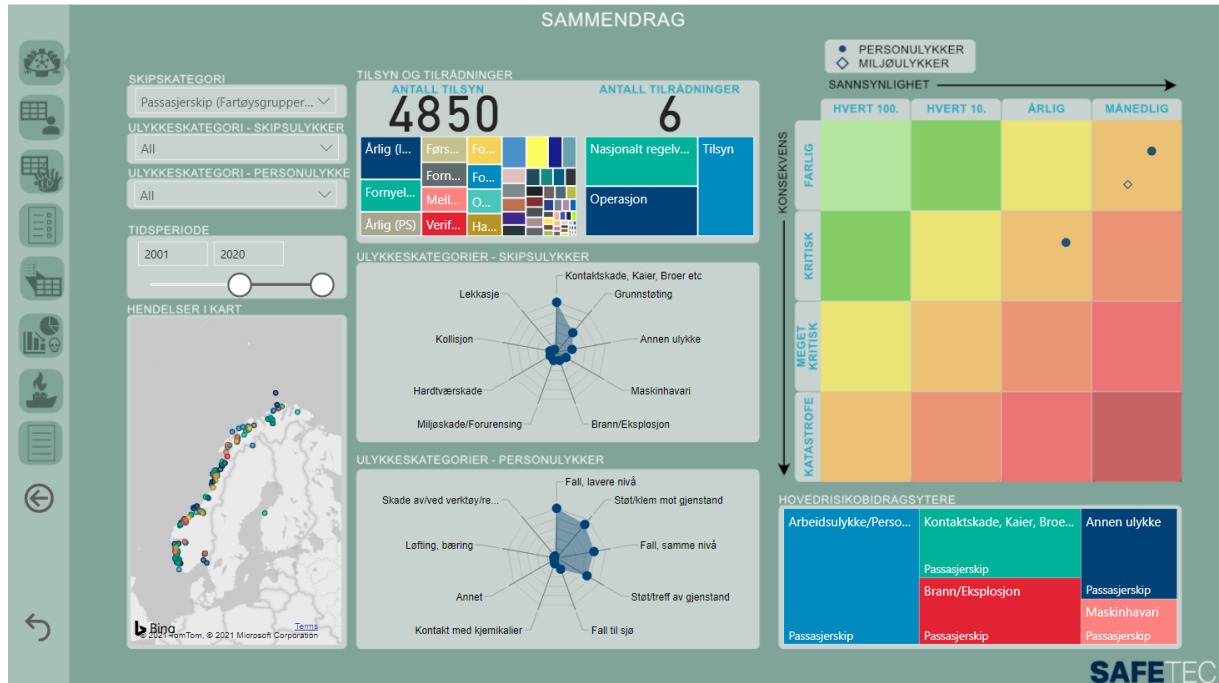 SAMMENDRAG
SKIPSKATEGORI
Passasjerskip (Fartøysgrupper...
ULYKKESKATEGORI - SKIPSULYKKER
All
ULYKKESKATEGORI - PERSONULYKKE
All
TIDSPERIODE
2001 2020
HENDELSER I KART
Bing
© 2021 TomTom, © 2021 Microsoft Corporation
Terms
TILSYN OG TILRÅDNINGER
ANTALL TILSYN
4850
ANTALL TILRÅDNINGER
6
Årlig (I...
Førs...
Fo...
Forn...
Fo...
Fornyel...
Mell...
O...
Årlig (PS)
Verif...
Ha...
Nasjonalt regelv...
Tilsyn
Operasjon
ULYKKESKATEGORIER - SKIPSULYKKER
Kontaktskade, Kaier, Broer etc
Lekkasje
Grunnstøting
Kollisjon
Annen ulykke
Hardtværskade
Maskinhavari
Miljøskade/Forurensing
Brann/Eksplosjon
ULYKKESKATEGORIER - PERSONULYKKER
Fall, lavere nivå
Skade av/ved verktøy/re...
Støt/klem mot gjenstand
Løfting, bæring
Fall, samme nivå
Annet
Støt/treff av gjenstand
Kontakt med kjemikalier
Fall til sjø
PERSONULYKKER
MILJØULYKKER
SANNSYNLIGHET
HVERT 100.
HVERT 10.
ÅRLIG
MÅNEDLIG
KONSEKVENS
FARLIG
KRITISK
MEGET
KRITISK
KATASTROFE
HOVEDRISIKOBIDRAGSYTERE
Arbeidsulykke/Perso...
Passasjerskip
Kontaktskade, Kaier, Broe...
Passasjerskip
Brann/Eksplosjon
Passasjerskip
Annen ulykke
Passasjerskip
Maskinhavari
Passasjerskip
SAFETEC